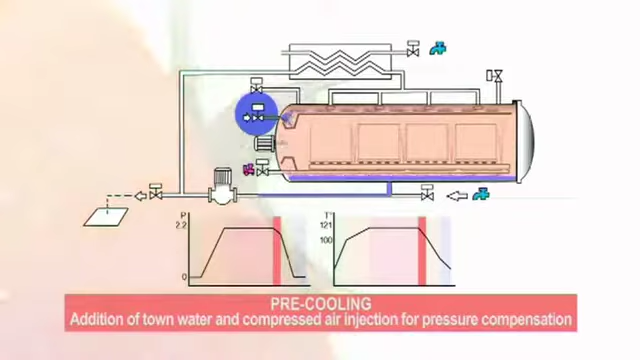 P
2.2
0
T°
121
100
PRE-COOLING
Addition of town water and compressed air injection for pressure compensation